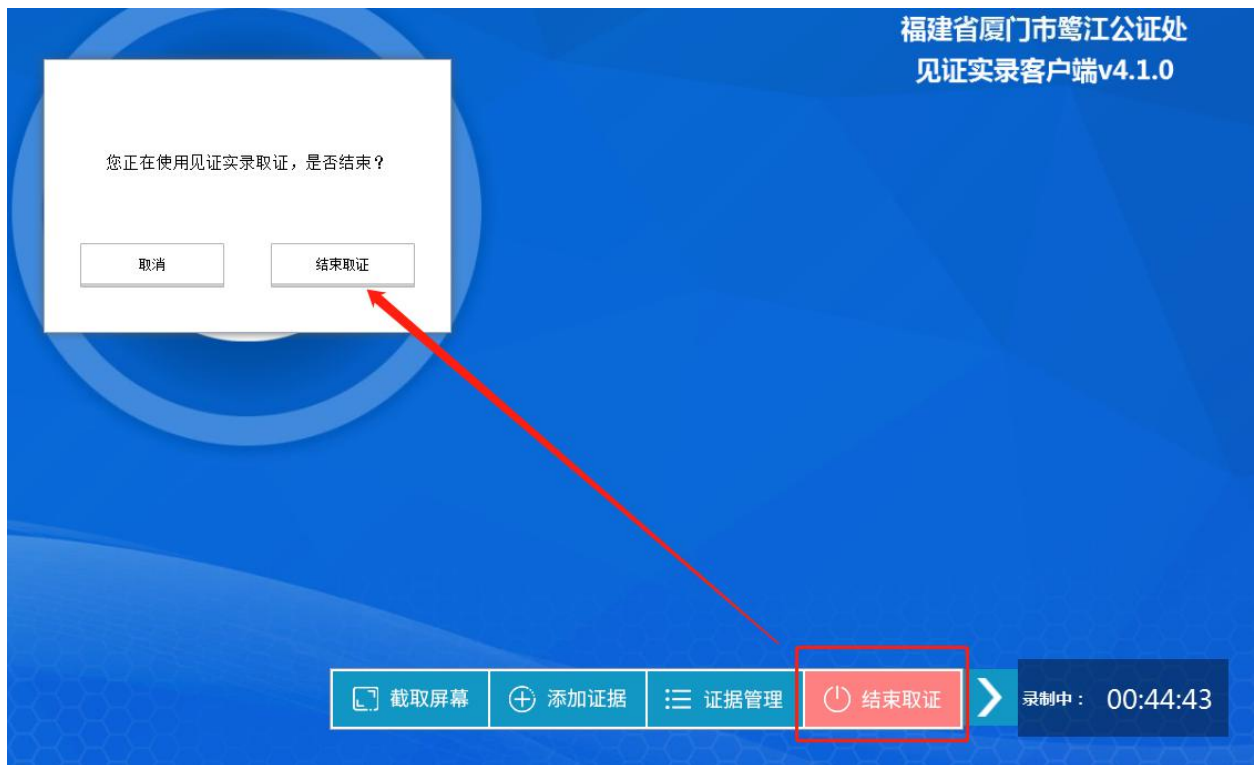 福建省厦门市鹭江公证处
见证实录客户端v4.1.0
您正在使用见证实录取证，是否结束？
取消
结束取证
截取屏幕
添加证据
证据管理
结束取证
录制中： 00:44:43